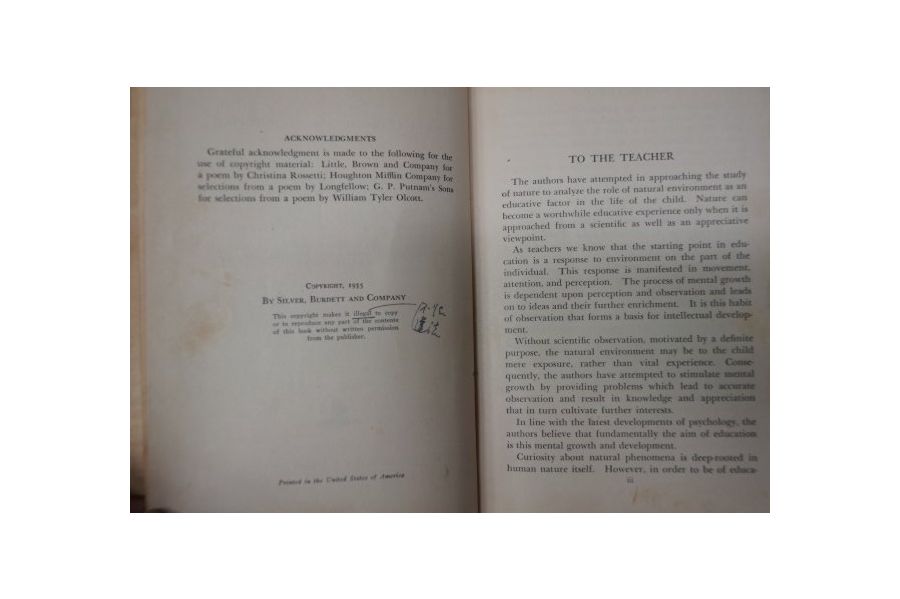 ACKNOWLEDGMENTS
Grateful acknowledgment is made to the following for the
use of copyright material: Little, Brown and Company for
a poem by Christina Rossetti; Houghton Mifflin Company for
selections from a poem by Longfellow; G. P. Putnam's Sons
for selections from a poem by William Tyler Olcott.
COPYRIGHT, 1935
BY SILVER, BURDETT AND COMPANY
This copyright makes it illegal to copy
or to reproduce any part of the contents
of this book without written permission
from the publisher.
Printed in the United States of America
TO THE TEACHER
The authors have attempted in approaching the study
of nature to analyze the role of natural environment as an
educative factor in the life of the child. Nature can
become a worthwhile educative experience only when it is
approached from a scientific as well as an appreciative
viewpoint.
As teachers we know that the starting point in edu-
cation is a response to environment on the part of the
individual. This response is manifested in movement,
attention, and perception. The process of mental growth
is dependent upon perception and observation and leads
on to ideas and their further enrichment. It is this habit
of observation that forms a basis for intellectual develop-
ment.
Without scientific observation, motivated by a definite
purpose, the natural environment may be to the child
mere exposure, rather than vital experience. Conse-
quently, the authors have attempted to stimulate mental
growth by providing problems which lead to accurate
observation and result in knowledge and appreciation
that in turn cultivate further interests.
In line with the latest developments of psychology, the
authors believe that fundamentally the aim of education
is this mental growth and development.
Curiosity about natural phenomena is deep-rooted in
human nature itself. However, in order to be of educa-
iii